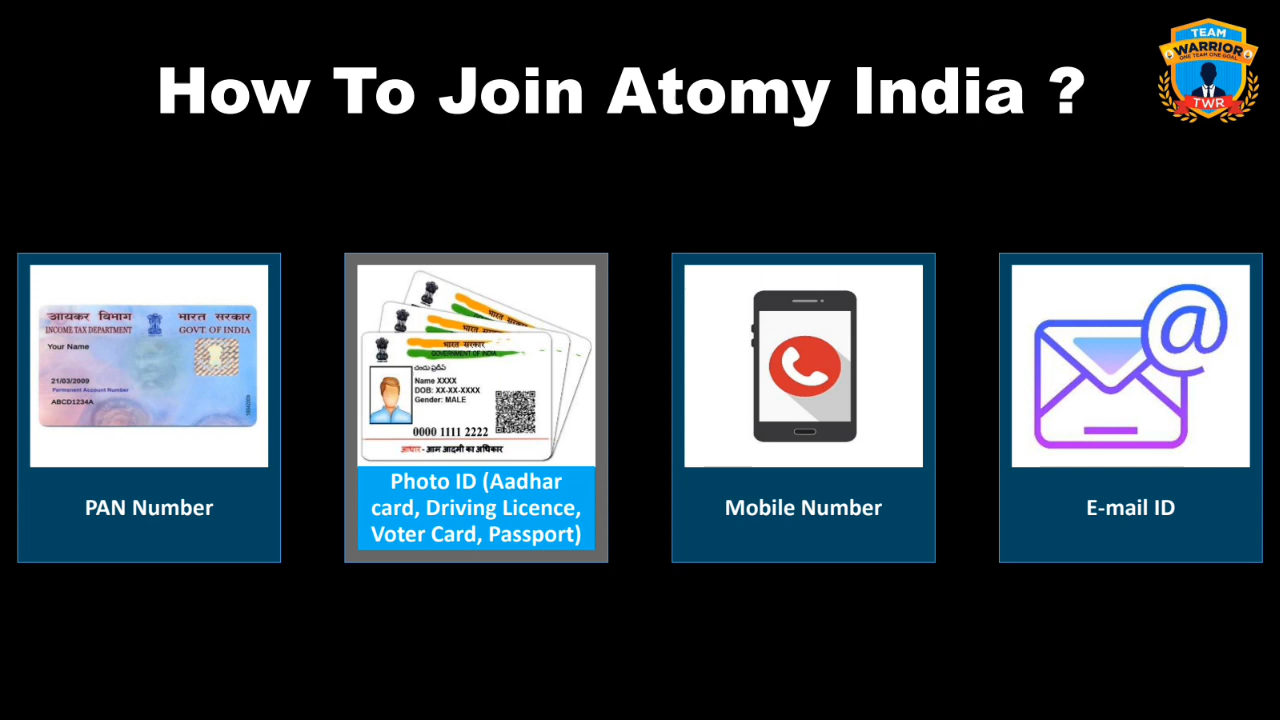 TEAM
WARRIOR
ONE TEAM ONE GOAL
TWR
How To Join Atomy India ?
आयकर विभाग
भारत सरकार
INCOME TAX DEPARTMENT
GOVT. OF INDIA
Your Name
21/03/2009
Permanent Account Number
ABCD1234A
PAN Number
भारत सरकार
GOVERNMENT OF INDIA
Name XXXX
DOB: XX-XX-XXXX
Gender: MALE
0000 1111 2222
आधार - आम आदमी का अधिकार
Photo ID (Aadhar
card, Driving Licence,
Voter Card, Passport)
Mobile Number
@
E-mail ID